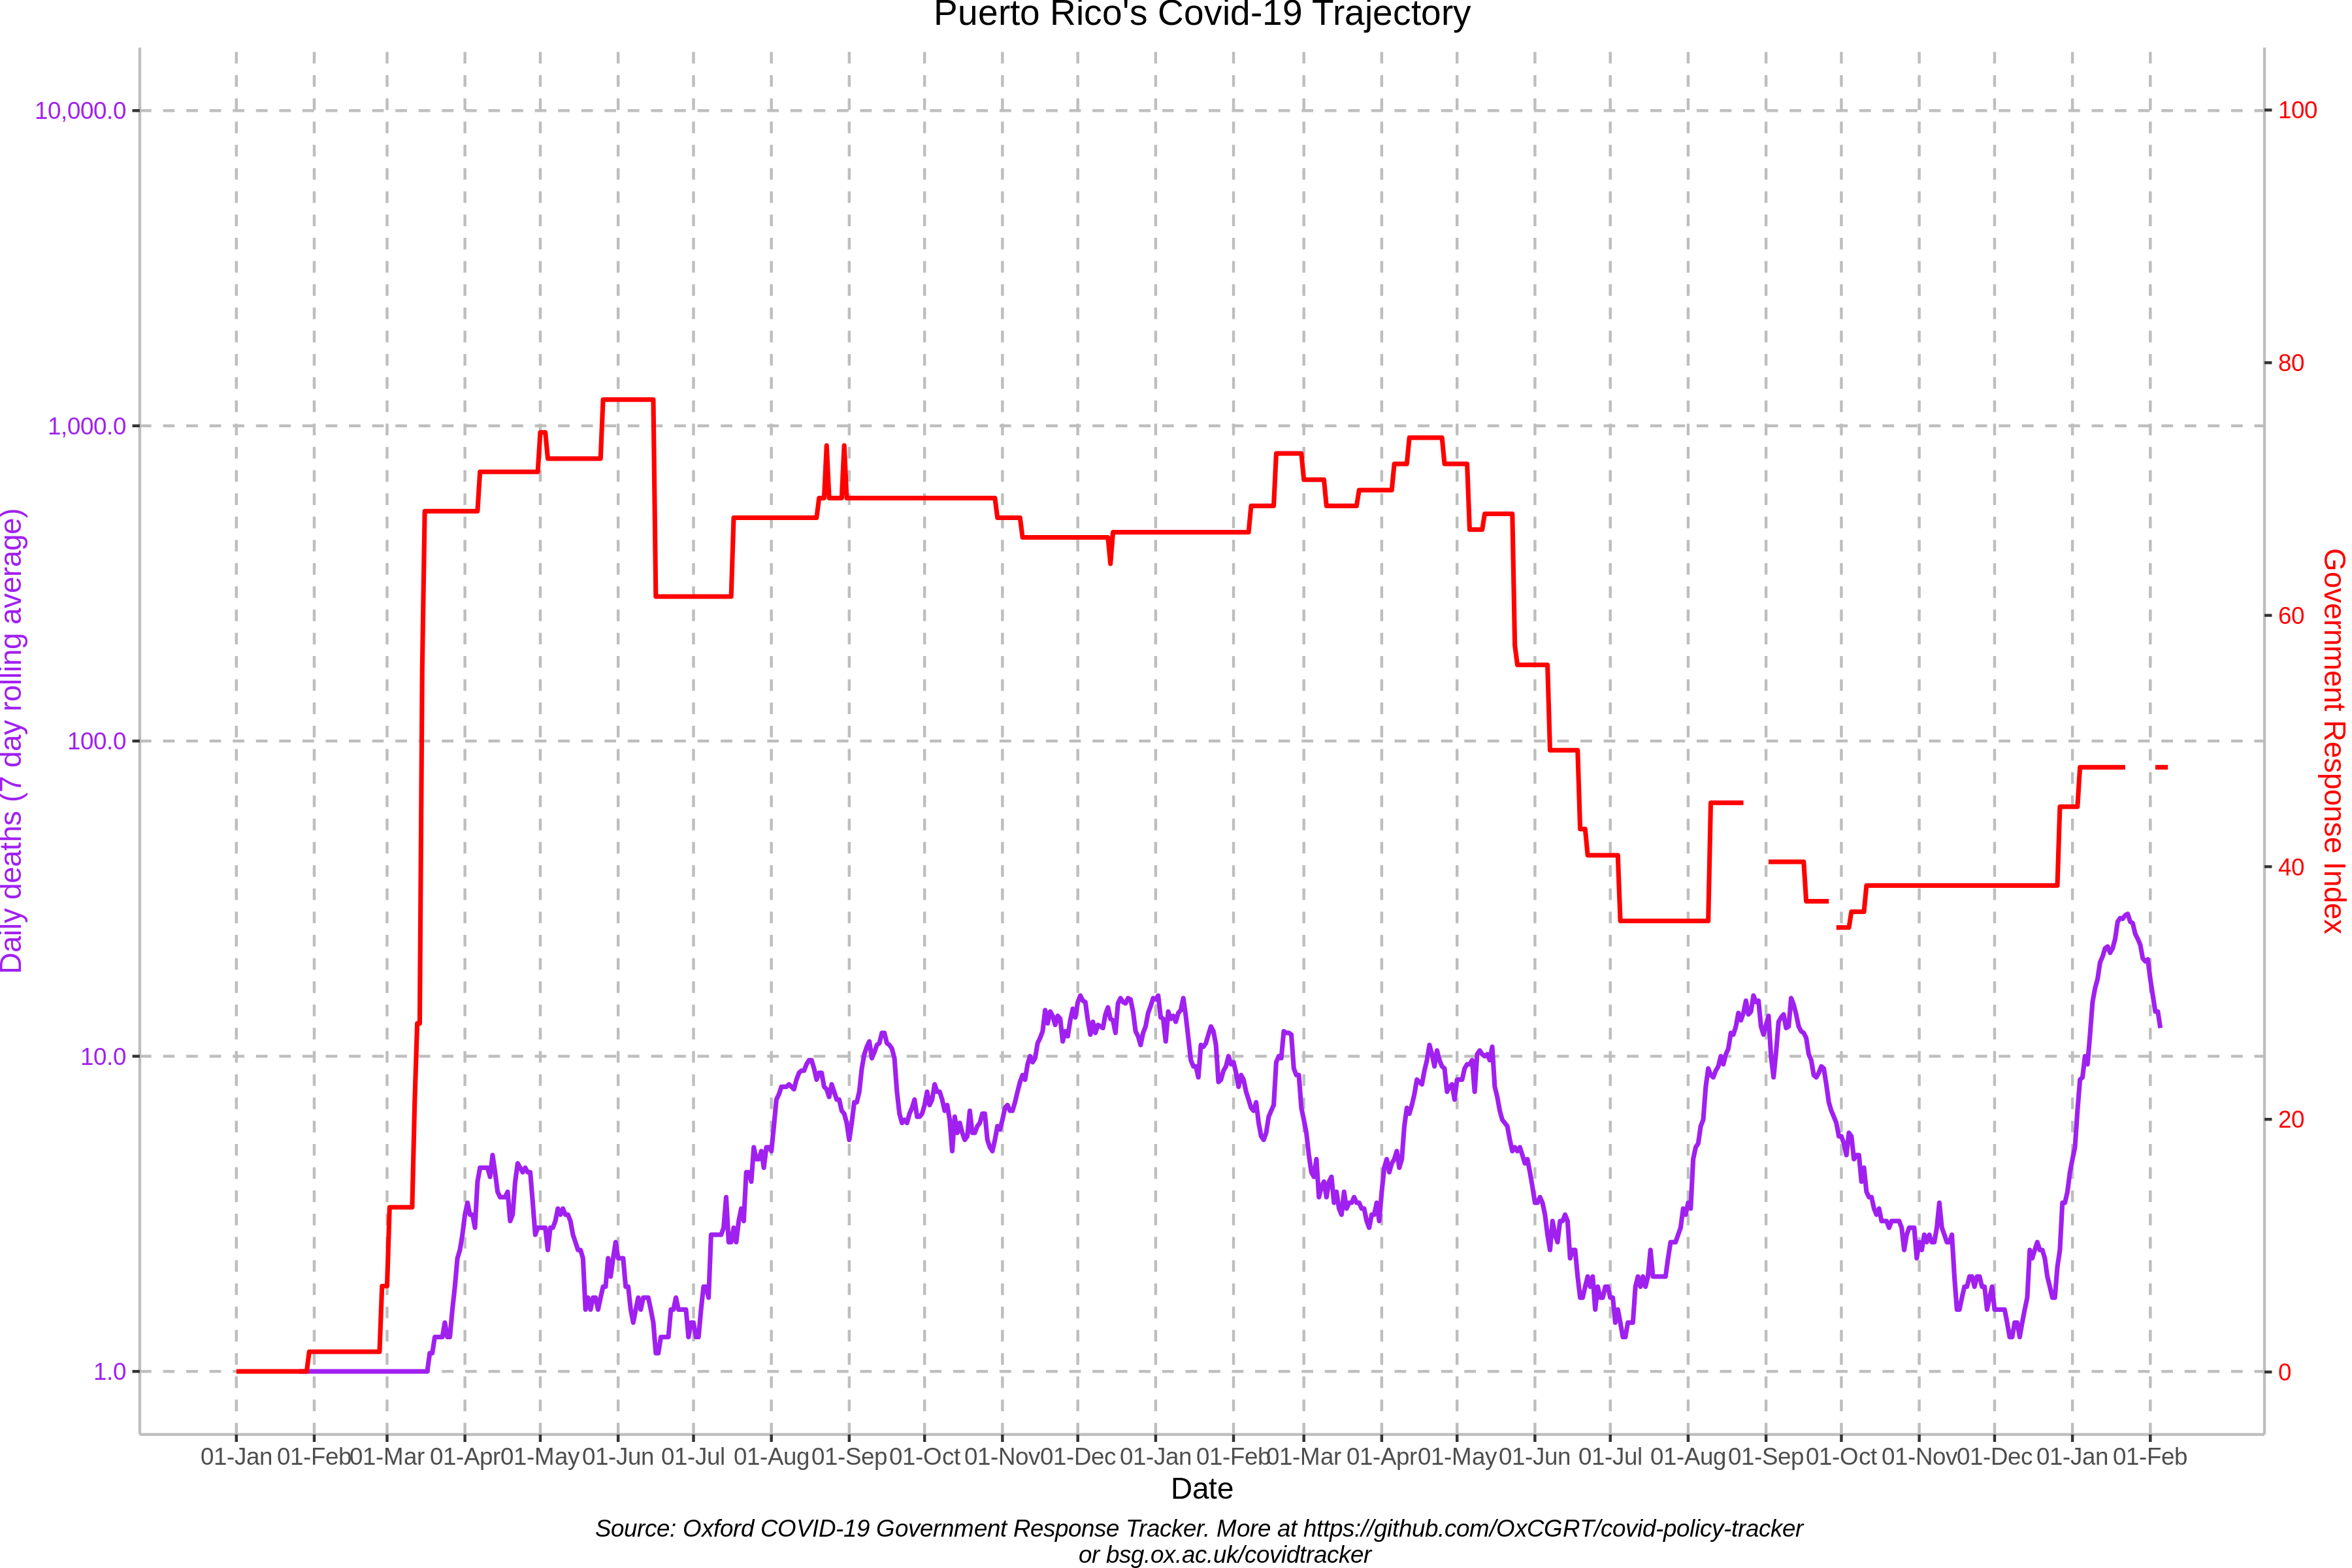 Puerto Rico's Covid-19 Trajectory
Daily deaths (7 day rolling average)
10,000.0
1,000.0
100.0
10.0
1.0
100
80
60
40
20
0
Government Response Index
01-Jan 01-Feb 01-Mar 01-Apr 01-May 01-Jun 01-Jul 01-Aug 01-Sep 01-Oct 01-Nov 01-Dec 01-Jan 01-Feb 01-Mar 01-Apr 01-May 01-Jun 01-Jul 01-Aug 01-Sep 01-Oct 01-Nov 01-Dec 01-Jan 01-Feb
Date
Source: Oxford COVID-19 Government Response Tracker. More at https://github.com/OxCGRT/covid-policy-tracker
or bsg.ox.ac.uk/covidtracker